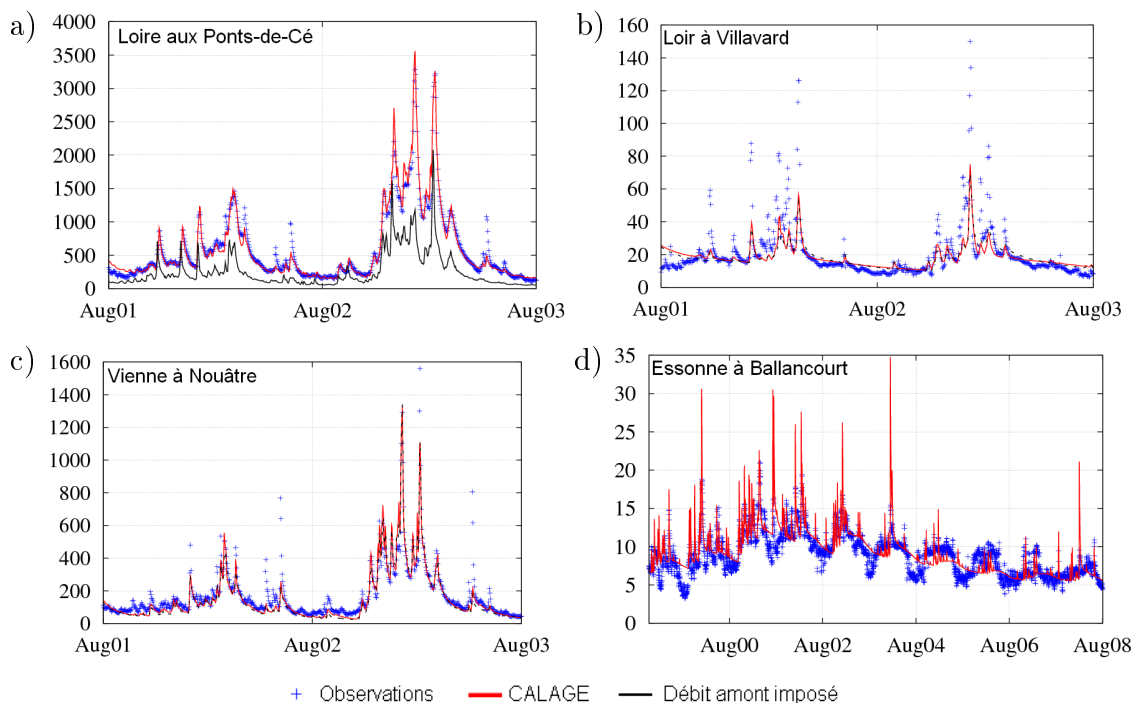 a)
Loire aux Ponts-de-Cé
4000
3500
3000
2500
2000
1500
1000
500
0
Aug01
Aug02
Aug03
b)
Loir à Villavard
160
140
120
100
80
60
40
20
0
Aug01
Aug02
Aug03
c)
Vienne à Nouâtre
1600
1400
1200
1000
800
600
400
200
0
Aug01
Aug02
Aug03
d)
Essonne à Ballancourt
35
30
25
20
15
10
5
0
Aug00
Aug02
Aug04
Aug06
Aug08
Observations
CALAGE
Débit amont imposé